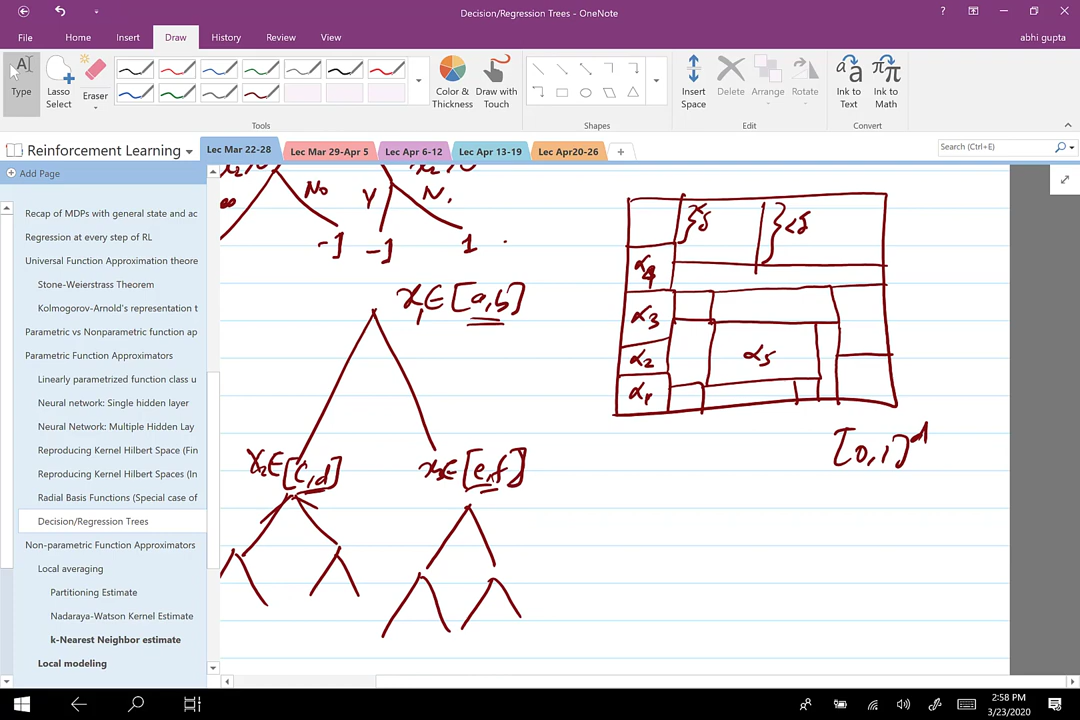 Decision/Regression Trees - OneNote
File
Home
Insert
Draw
History
Review
View
abhi gupta
Type
Lasso Select
Eraser
Color & Thickness
Draw with Touch
Insert Space
Delete
Arrange
Rotate
Ink to Text
Ink to Math
Tools
Shapes
Edit
Convert
Reinforcement Learning
Lec Mar 22-28
Lec Mar 29-Apr 5
Lec Apr 6-12
Lec Apr 13-19
Lec Apr20-26
Search (Ctrl+E)
Add Page
Recap of MDPs with general state and ac
Regression at every step of RL
Universal Function Approximation theore
Stone-Weierstrass Theorem
Kolmogorov-Arnold's representation t
Parametric vs Nonparametric function ap
Parametric Function Approximators
Linearly parametrized function class u
Neural network: Single hidden layer
Neural Network: Multiple Hidden Lay
Reproducing Kernel Hilbert Space (Fin
Reproducing Kernel Hilbert Spaces (In
Radial Basis Functions (Special case of
Decision/Regression Trees
Non-parametric Function Approximators
Local averaging
Partitioning Estimate
Nadaraya-Watson Kernel Estimate
k-Nearest Neighbor estimate
Local modeling
No
Y
N.
-1
-1
1
x₁∈[a,b]
x₂∈[c,d]
x₃∈[e,f]
}<δ
α4
α3
α2
α1
α5
[0,1]^d
2:58 PM
3/23/2020